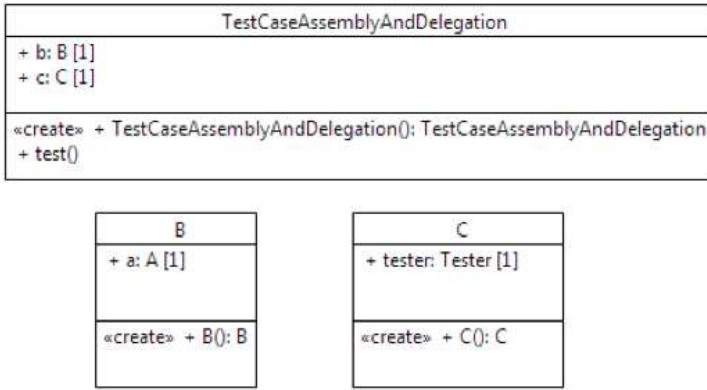 TestCaseAssemblyAndDelegation
+ b: B [1]
+ c: C [1]
«create» + TestCaseAssemblyAndDelegation(): TestCaseAssemblyAndDelegation
+ test()
B
+ a: A [1]
«create» + B(): B
C
+ tester: Tester [1]
«create» + C(): C